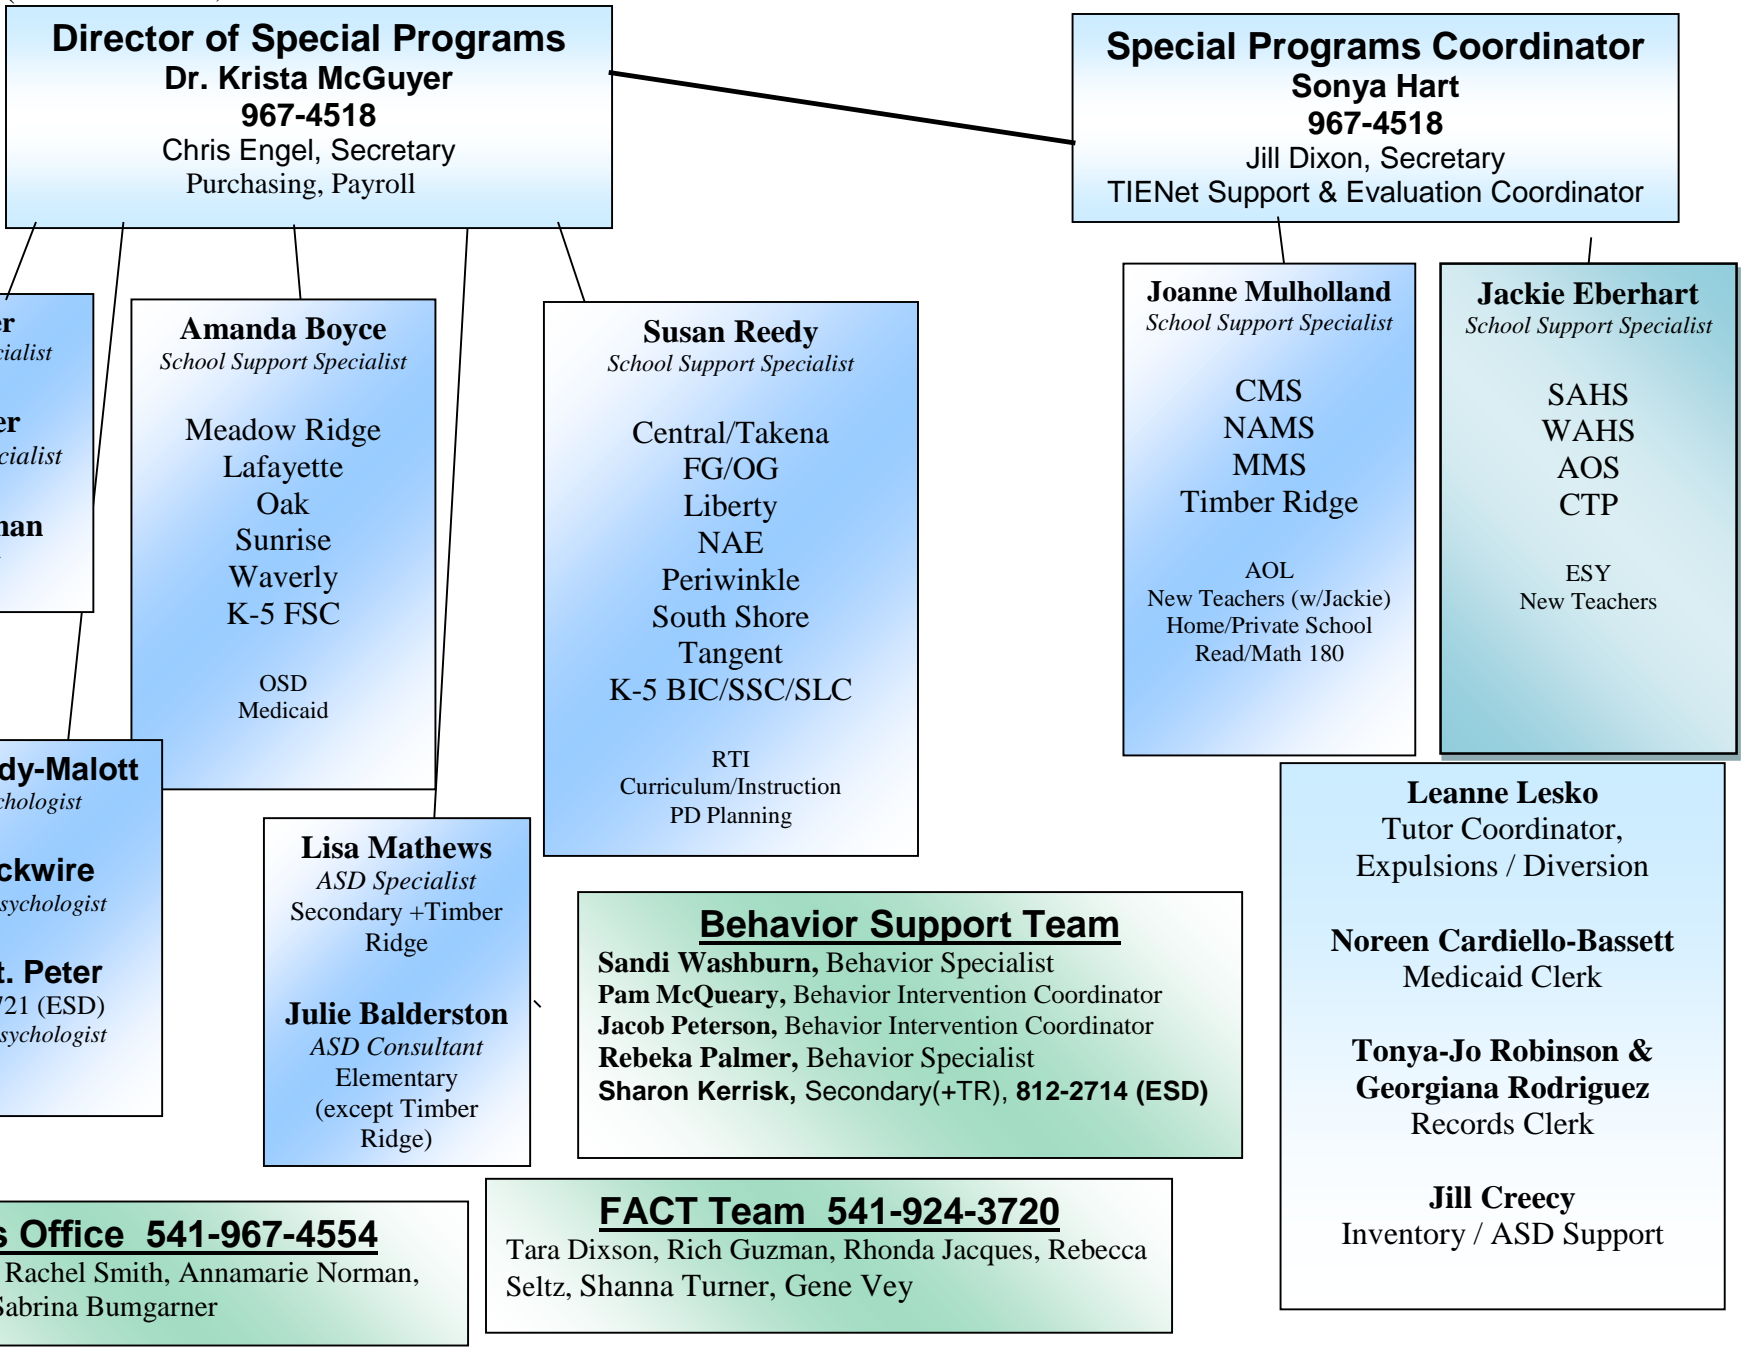 Director of Special Programs
Dr. Krista McGuyer
967-4518
Chris Engel, Secretary
Purchasing, Payroll
Special Programs Coordinator
Sonya Hart
967-4518
Jill Dixon, Secretary
TIENet Support & Evaluation Coordinator
Amanda Boyce
School Support Specialist
Meadow Ridge
Lafayette
Oak
Sunrise
Waverly
K-5 FSC
OSD
Medicaid
Susan Reedy
School Support Specialist
Central/Takena
FG/OG
Liberty
NAE
Periwinkle
South Shore
Tangent
K-5 BIC/SSC/SLC
RTI
Curriculum/Instruction
PD Planning
Joanne Mulholland
School Support Specialist
CMS
NAMS
MMS
Timber Ridge
AOL
New Teachers (w/Jackie)
Home/Private School
Read/Math 180
Jackie Eberhart
School Support Specialist
SAHS
WAHS
AOS
CTP
ESY
New Teachers
dy-Malott
chologist
ckwire
sychologist
t. Peter
721 (ESD)
sychologist
Lisa Mathews
ASD Specialist
Secondary +Timber
Ridge
Julie Balderston
ASD Consultant
Elementary
(except Timber
Ridge)
Behavior Support Team
Sandi Washburn, Behavior Specialist
Pam McQueary, Behavior Intervention Coordinator
Jacob Peterson, Behavior Intervention Coordinator
Rebeka Palmer, Behavior Specialist
Sharon Kerrisk, Secondary(+TR), 812-2714 (ESD)
Leanne Lesko
Tutor Coordinator,
Expulsions / Diversion
Noreen Cardiello-Bassett
Medicaid Clerk
Tonya-Jo Robinson &
Georgiana Rodriguez
Records Clerk
Jill Creecy
Inventory / ASD Support
s Office 541-967-4554
Rachel Smith, Annamarie Norman,
Sabrina Bumgarner
FACT Team 541-924-3720
Tara Dixson, Rich Guzman, Rhonda Jacques, Rebecca
Seltz, Shanna Turner, Gene Vey